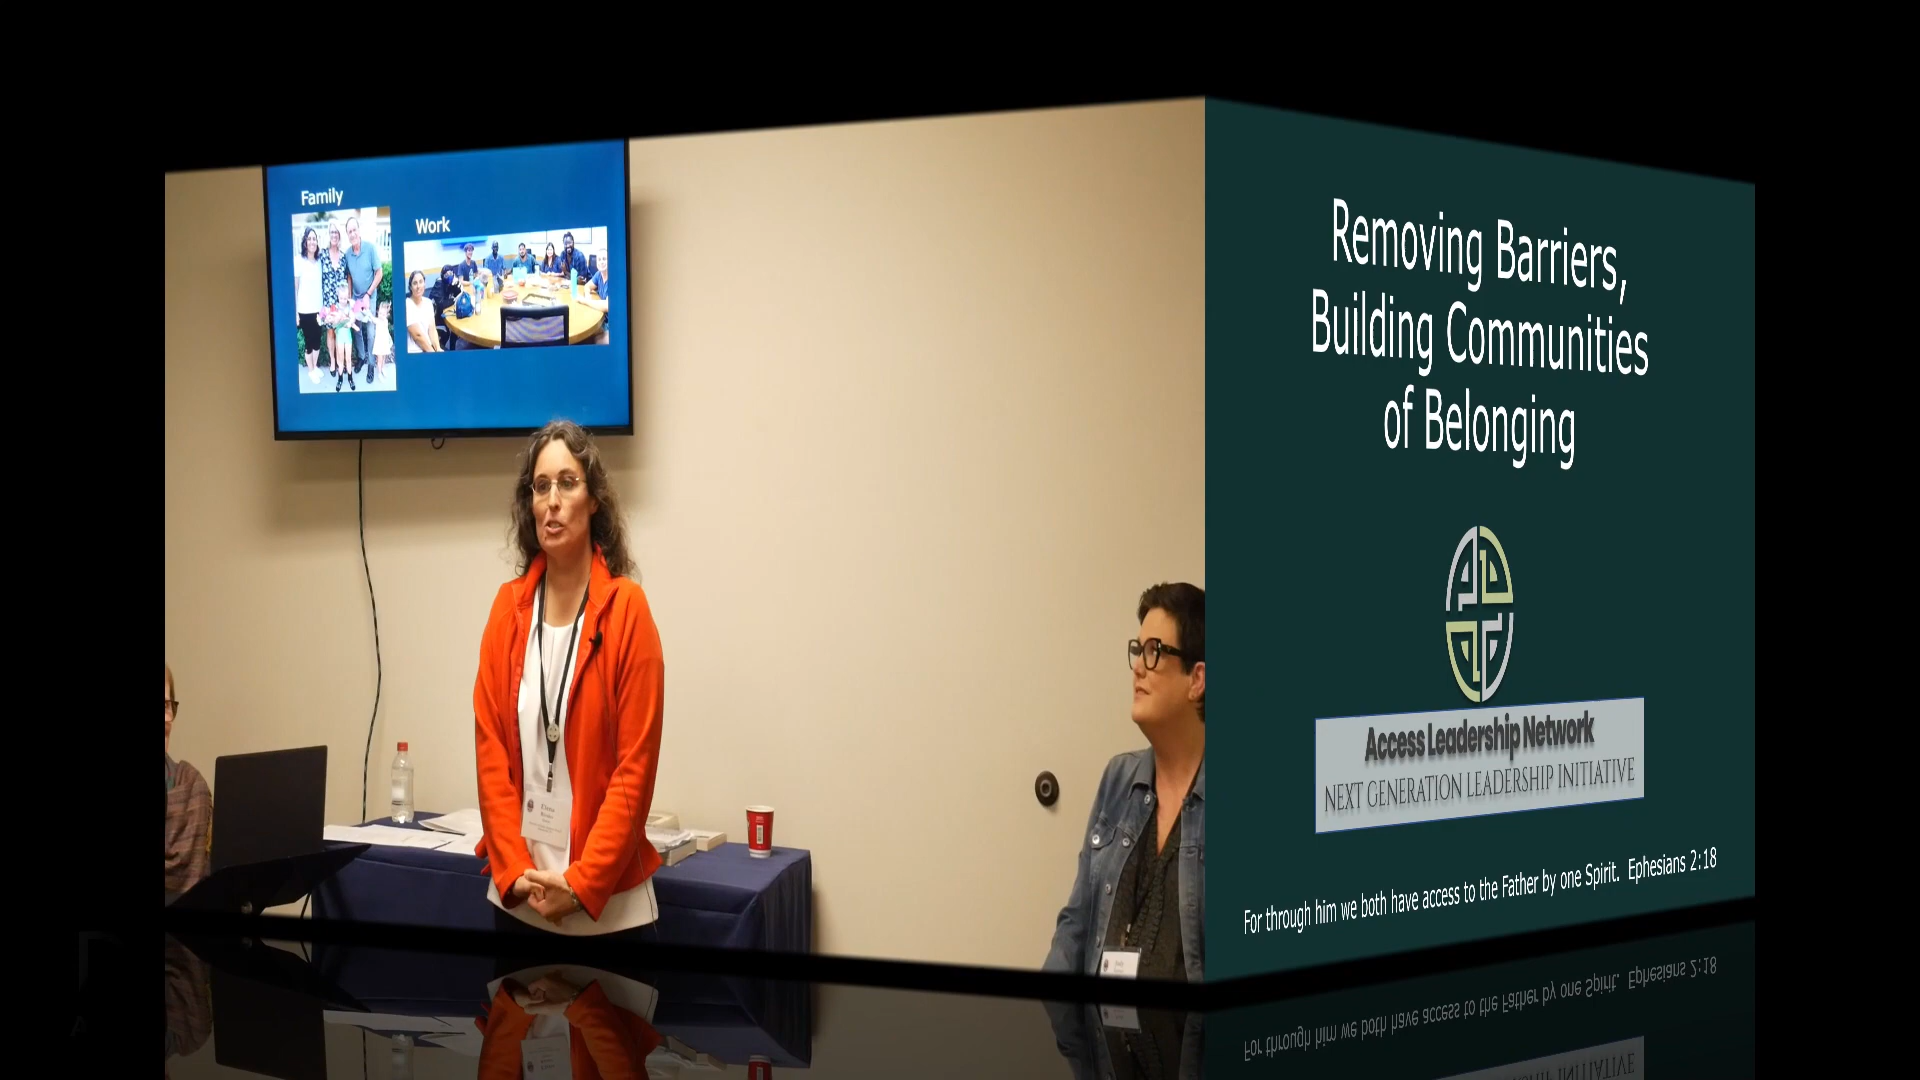 Family
Work
Removing Barriers,
Building Communities
of Belonging
Access Leadership Network
NEXT GENERATION LEADERSHIP INITIATIVE
For through him we both have access to the Father by one Spirit.  Ephesians 2:18